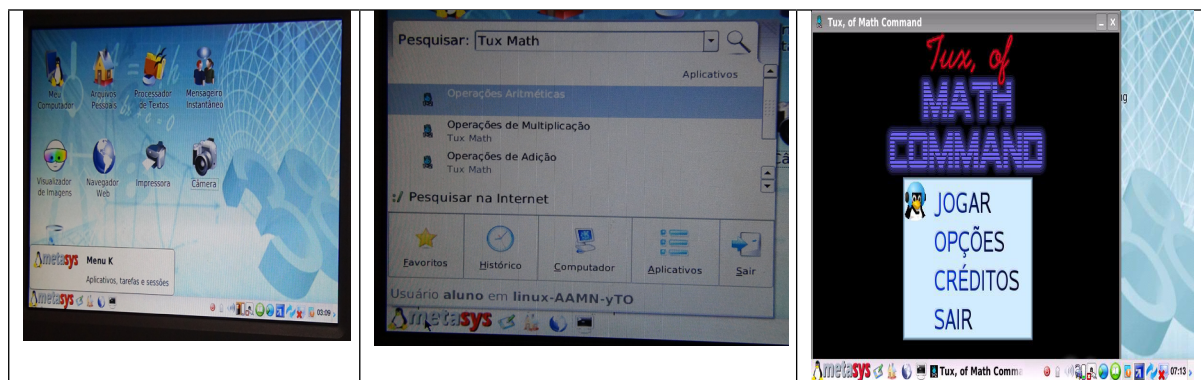 Meu
Computador
Arquivos
Pessoais
Processador
de Textos
Mensageiro
Instantâneo
Visualizador
de Imagens
Navegador
Web
Impressora
Câmera
metasys Menu K
Aplicativos, tarefas e sessões
metasys
03:09
Pesquisar: Tux Math
Aplicativos
Operações Aritméticas
Operações de Multiplicação
Tux Math
Operações de Adição
Tux Math
:/ Pesquisar na Internet
Favoritos Histórico Computador Aplicativos Sair
Usuário aluno em linux-AAMN-yTO
metasys
Tux, of Math Command
Tux, of
MATH
COMMAND
JOGAR
OPÇÕES
CRÉDITOS
SAIR
metasys Tux, of Math Comma 07:13